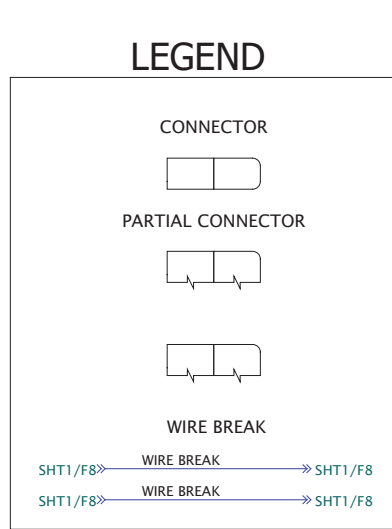 LEGEND
CONNECTOR
PARTIAL CONNECTOR
WIRE BREAK
SHT1/F8 WIRE BREAK SHT1/F8
SHT1/F8 WIRE BREAK SHT1/F8